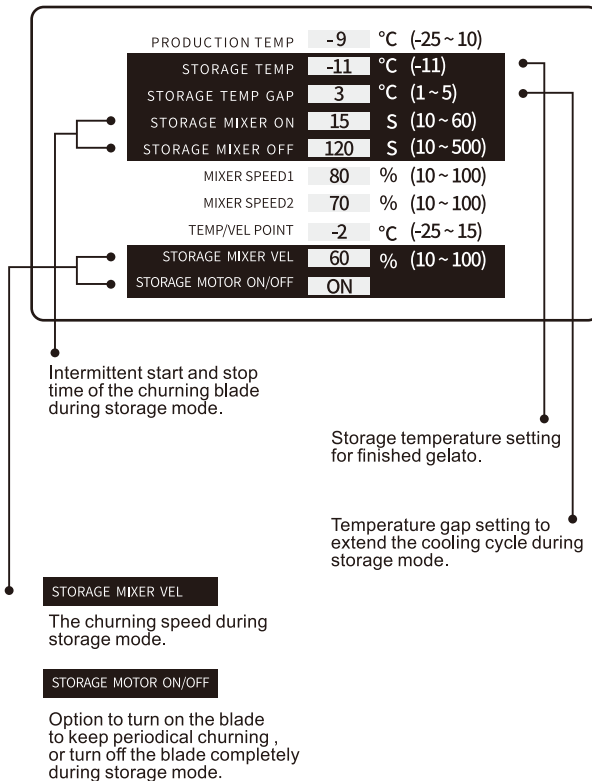 PRODUCTION TEMP -9 °C (-25 ~ 10)
STORAGE TEMP -11 °C (-11)
STORAGE TEMP GAP 3 °C (1 ~ 5)
STORAGE MIXER ON 15 S (10 ~ 60)
STORAGE MIXER OFF 120 S (10 ~ 500)
MIXER SPEED1 80 % (10 ~ 100)
MIXER SPEED2 70 % (10 ~ 100)
TEMP/VEL POINT -2 °C (-25 ~ 15)
STORAGE MIXER VEL 60 % (10 ~ 100)
STORAGE MOTOR ON/OFF ON
Intermittent start and stop
time of the churning blade
during storage mode.
Storage temperature setting
for finished gelato.
Temperature gap setting to
extend the cooling cycle during
storage mode.
STORAGE MIXER VEL
The churning speed during
storage mode.
STORAGE MOTOR ON/OFF
Option to turn on the blade
to keep periodical churning ,
or turn off the blade completely
during storage mode.